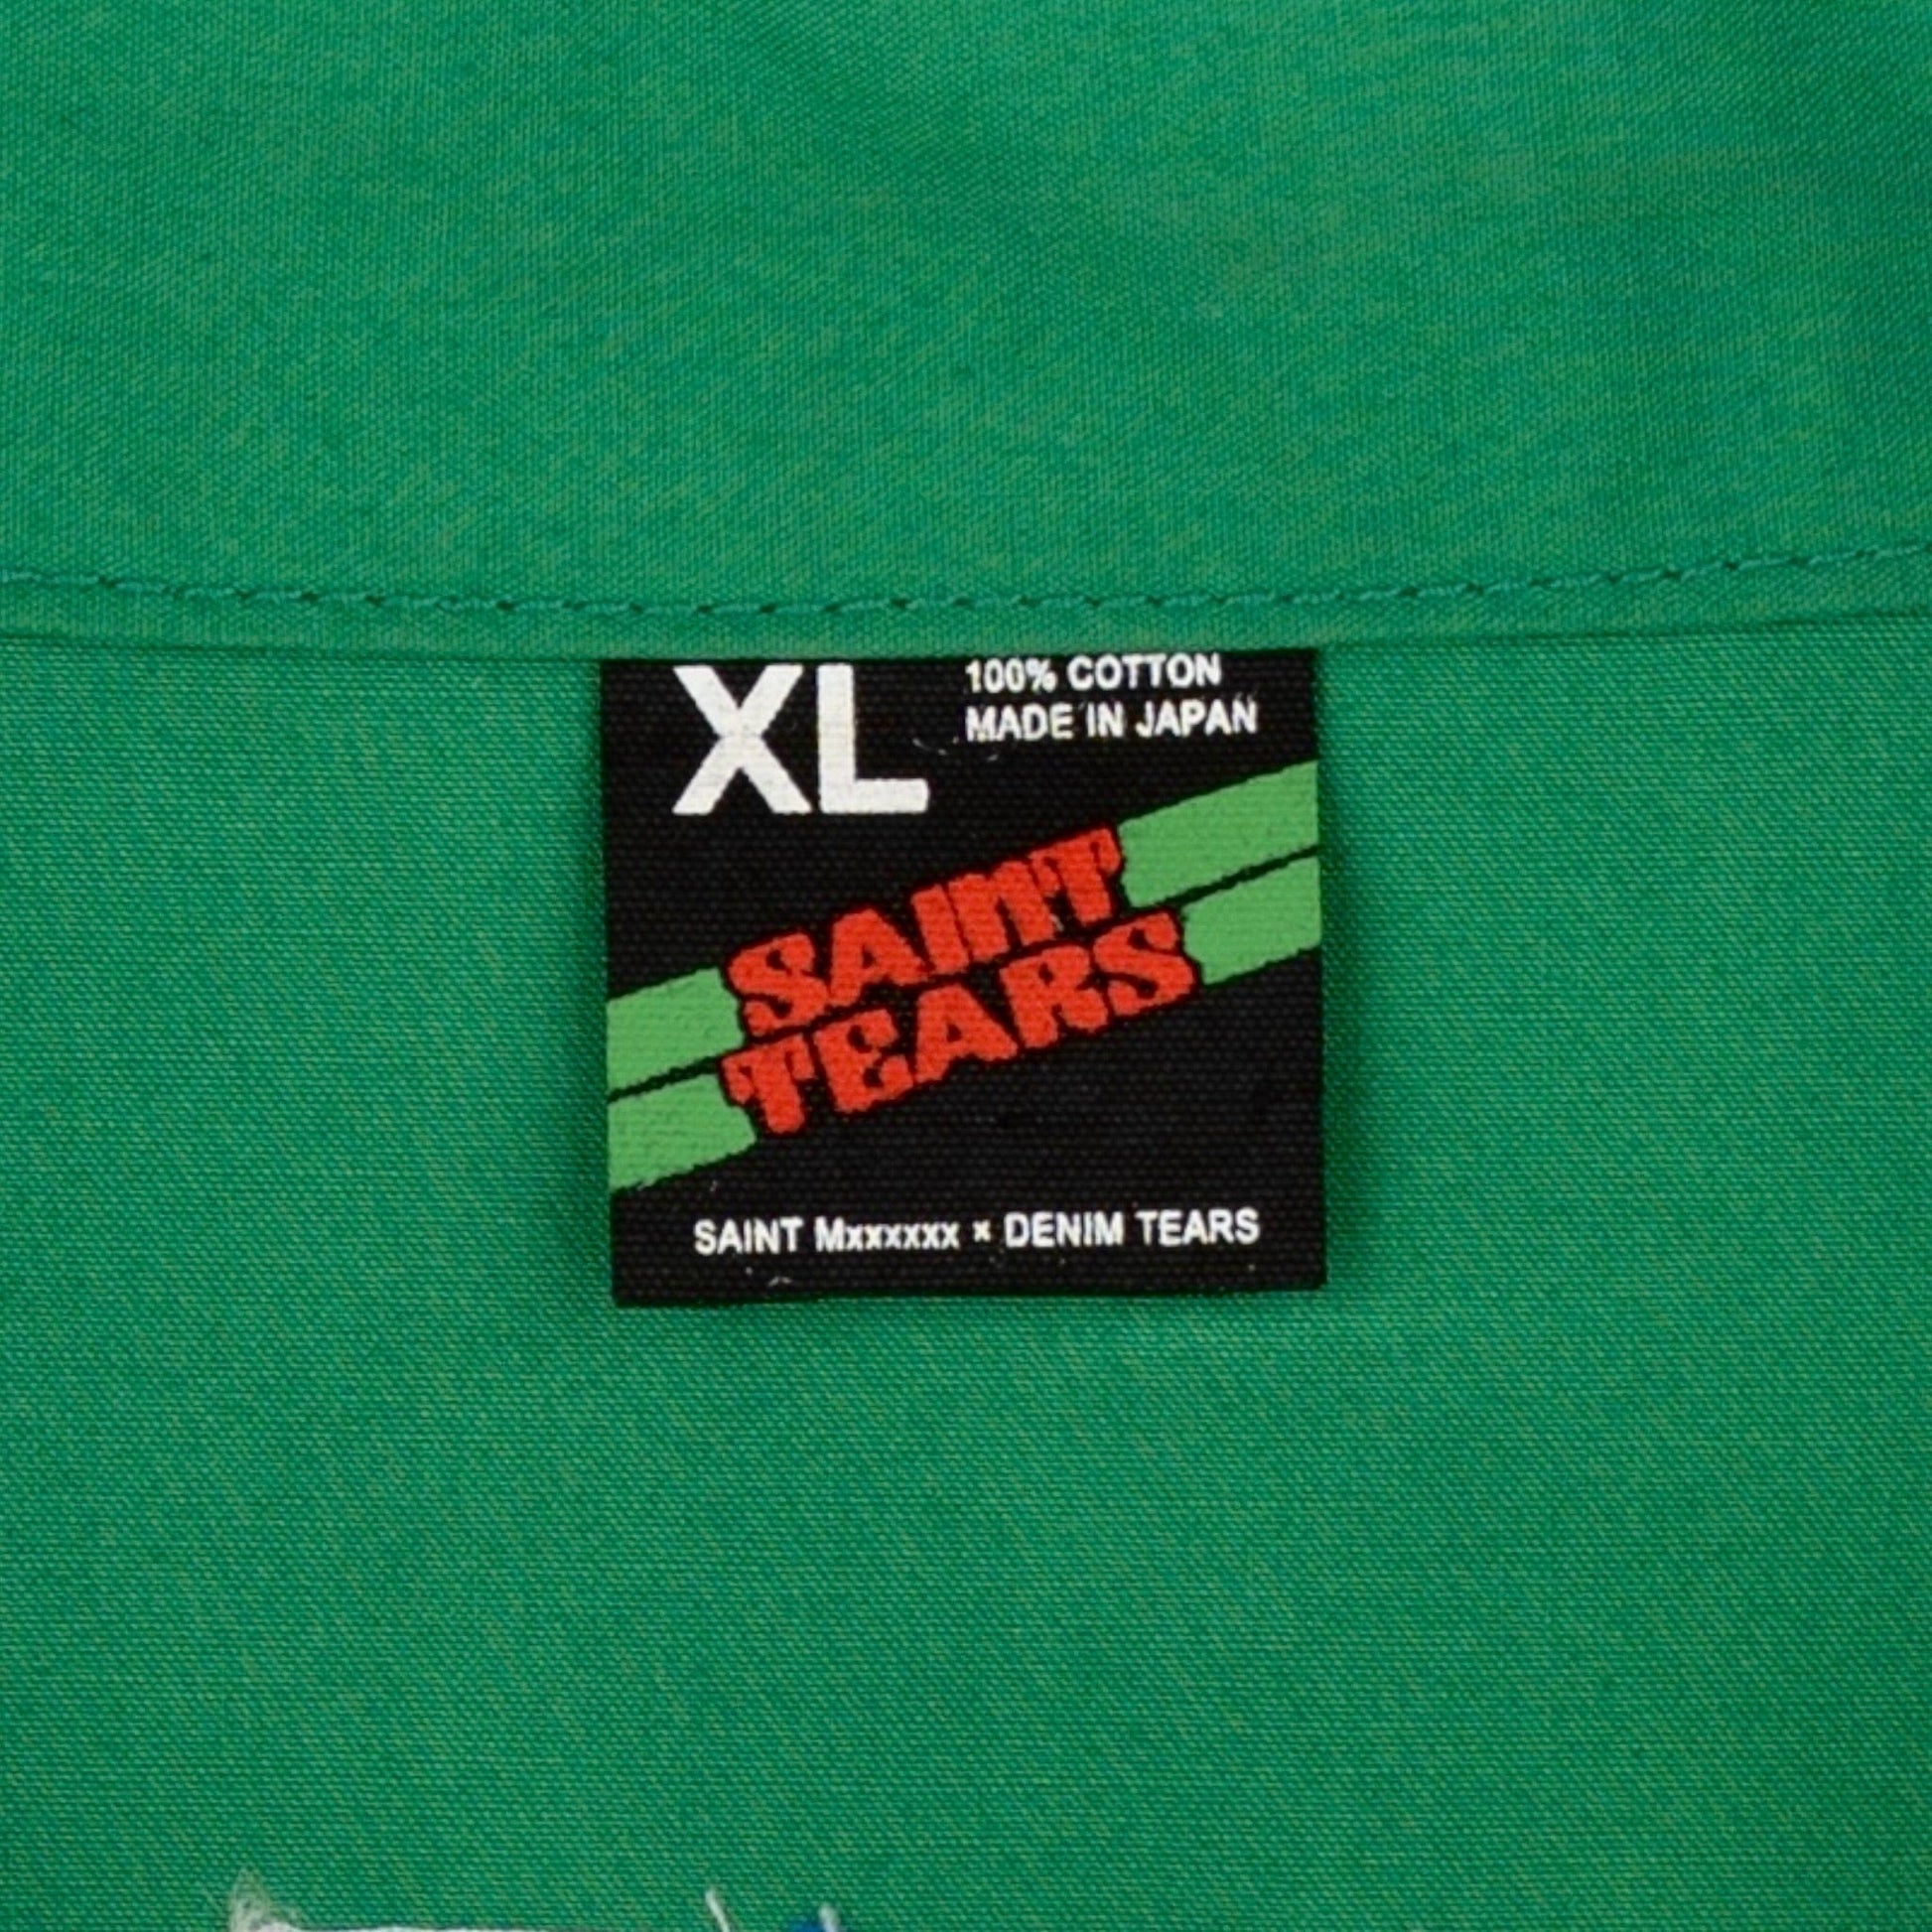 XL
100% COTTON
MADE IN JAPAN
SAINT
TEARS
SAINT Mxxxxxx × DENIM TEARS